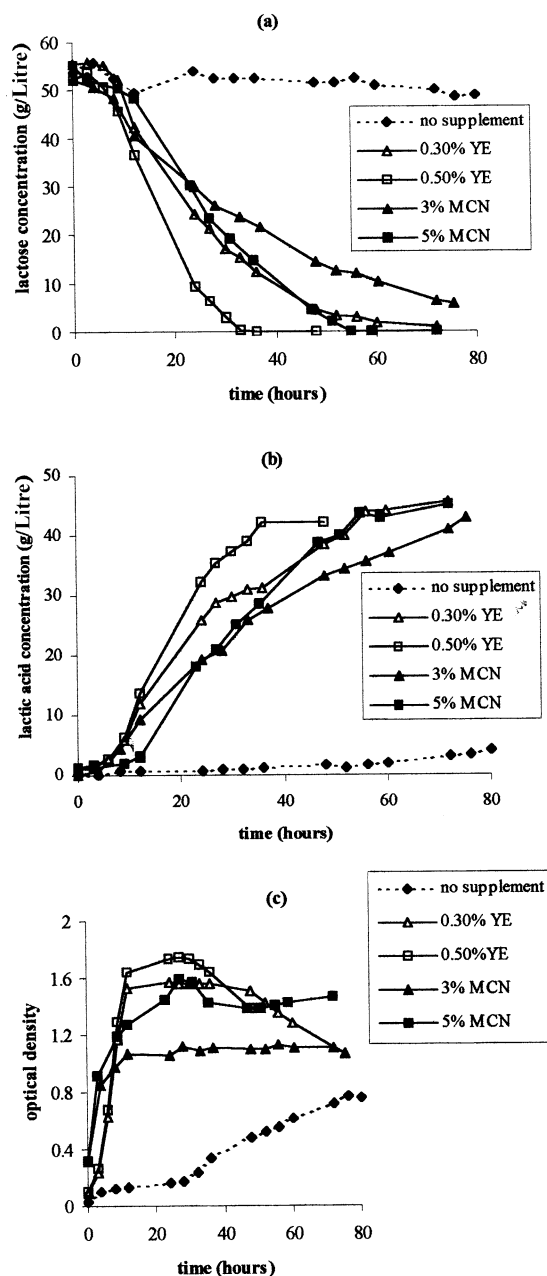 (a)
60
50
40
30
20
10
0
lactose concentration (g/Litre)
no supplement
0.30% YE
0.50% YE
3% MCN
5% MCN
0 20 40 60 80
time (hours)
(b)
50
40
30
20
10
0
lactic acid concentration (g/Litre)
no supplement
0.30% YE
0.50% YE
3% MCN
5% MCN
0 20 40 60 80
time (hours)
(c)
no supplement
0.30% YE
0.50%YE
3% MCN
5% MCN
2
1.6
1.2
0.8
0.4
0
optical density
0 20 40 60 80
time (hours)